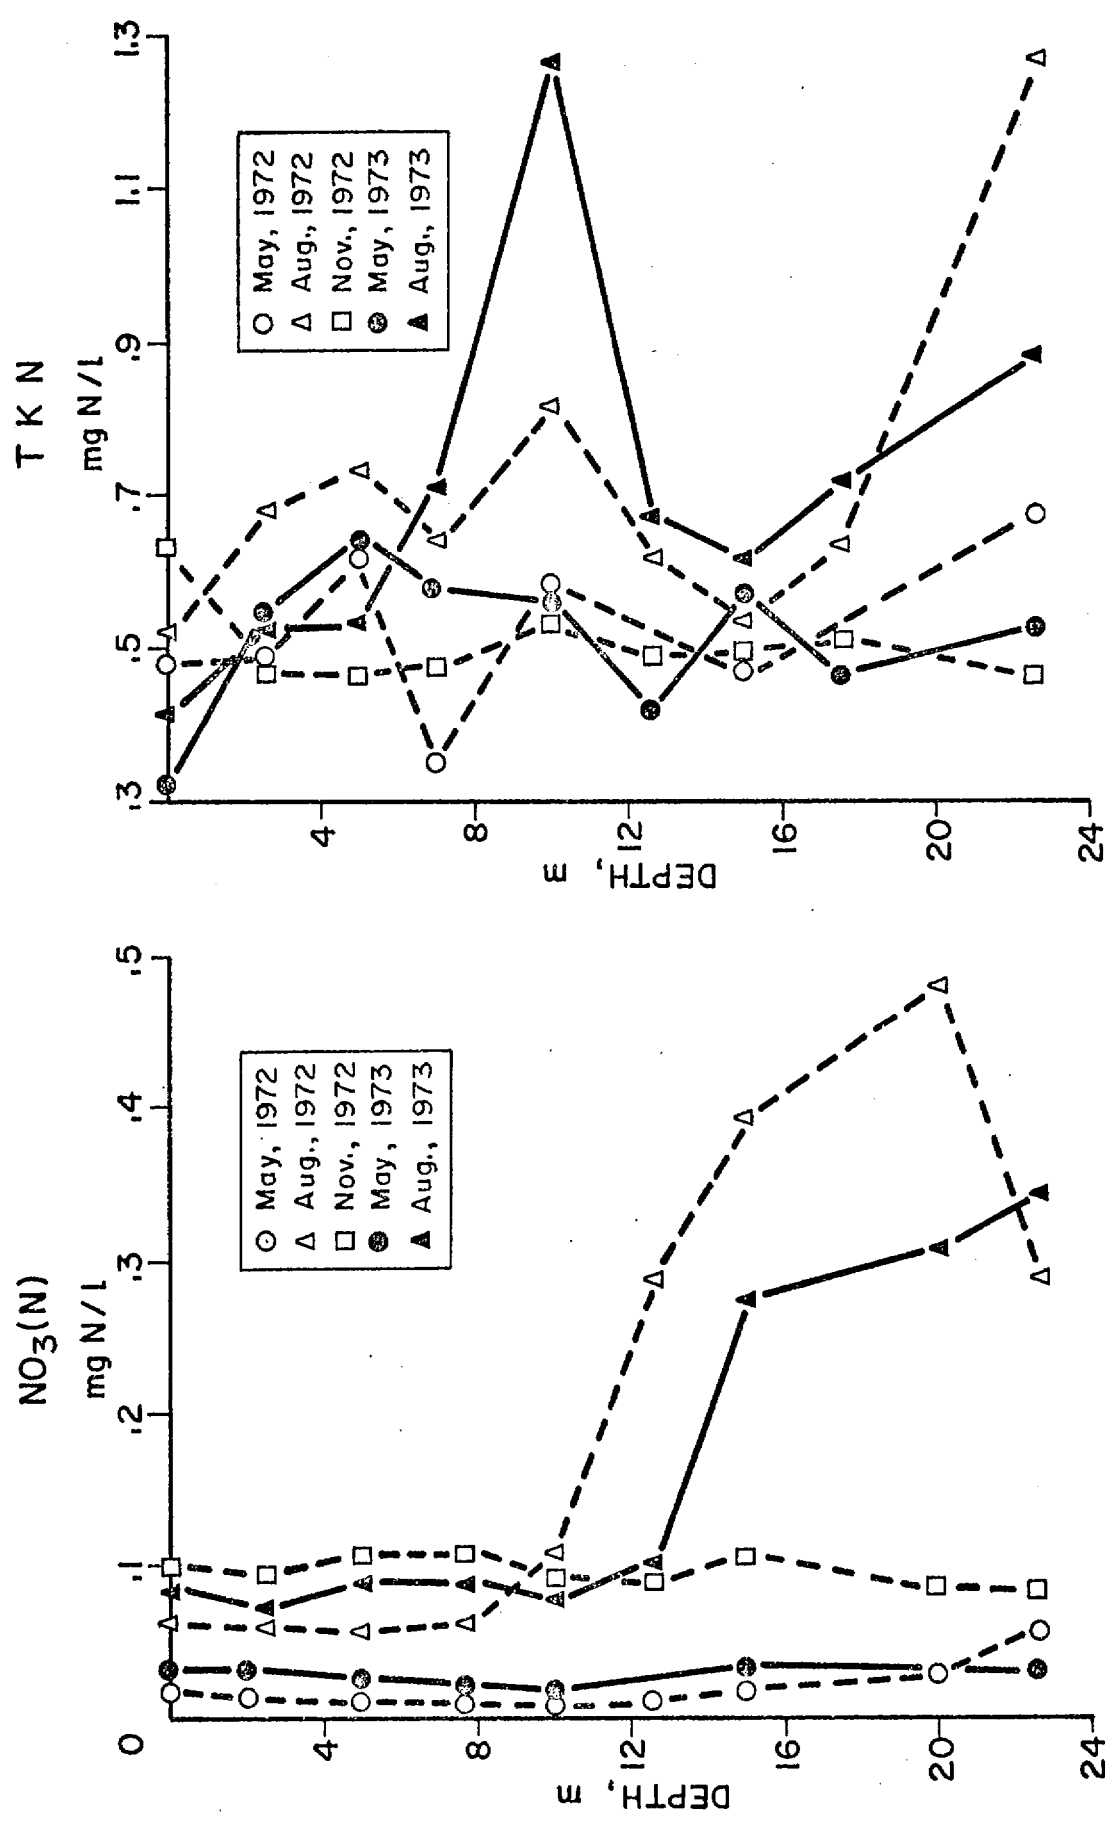 NO3(N)
mg N/l
0
.1
.2
.3
.4
.5
4
8
12
16
20
24
DEPTH, m
May, 1972
Aug., 1972
Nov., 1972
May, 1973
Aug., 1973
T K N
mg N/l
.3
.5
.7
.9
1.1
1.3
4
8
12
16
20
24
DEPTH, m
May, 1972
Aug., 1972
Nov., 1972
May, 1973
Aug., 1973